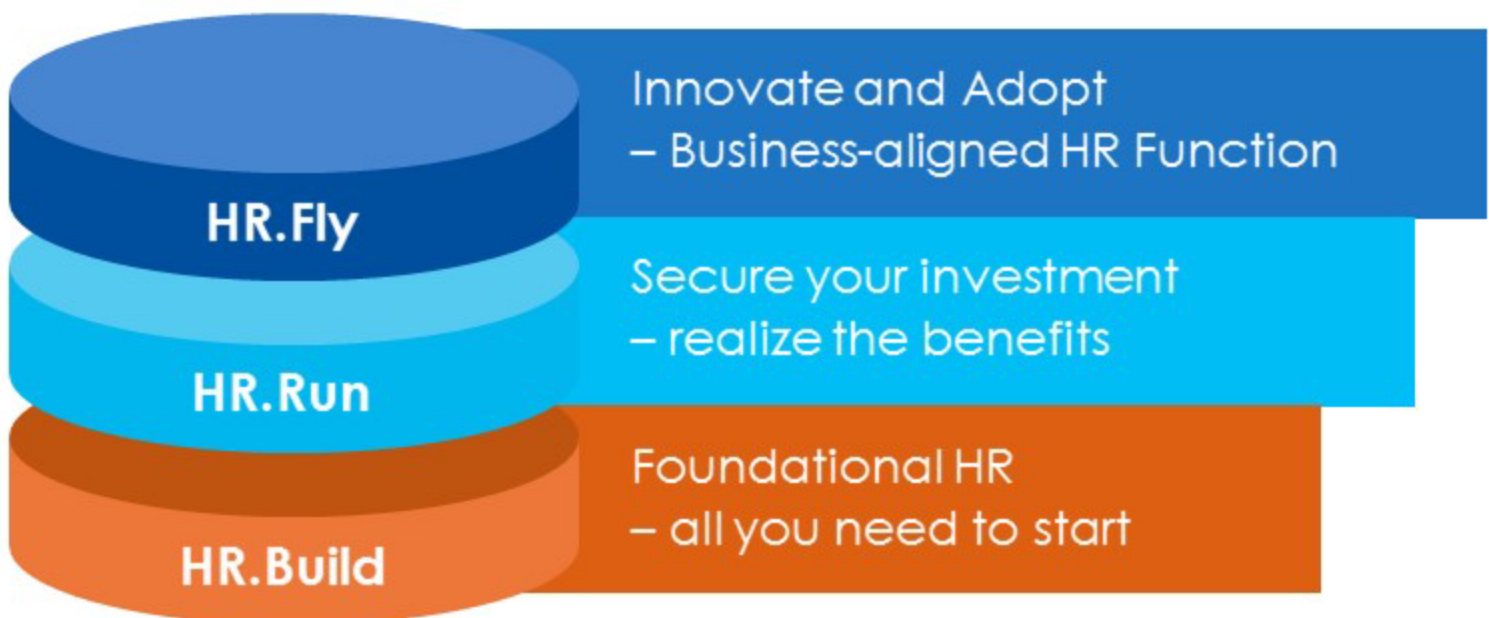 Innovate and Adopt
– Business-aligned HR Function
HR.Fly
Secure your investment
– realize the benefits
HR.Run
Foundational HR
– all you need to start
HR.Build